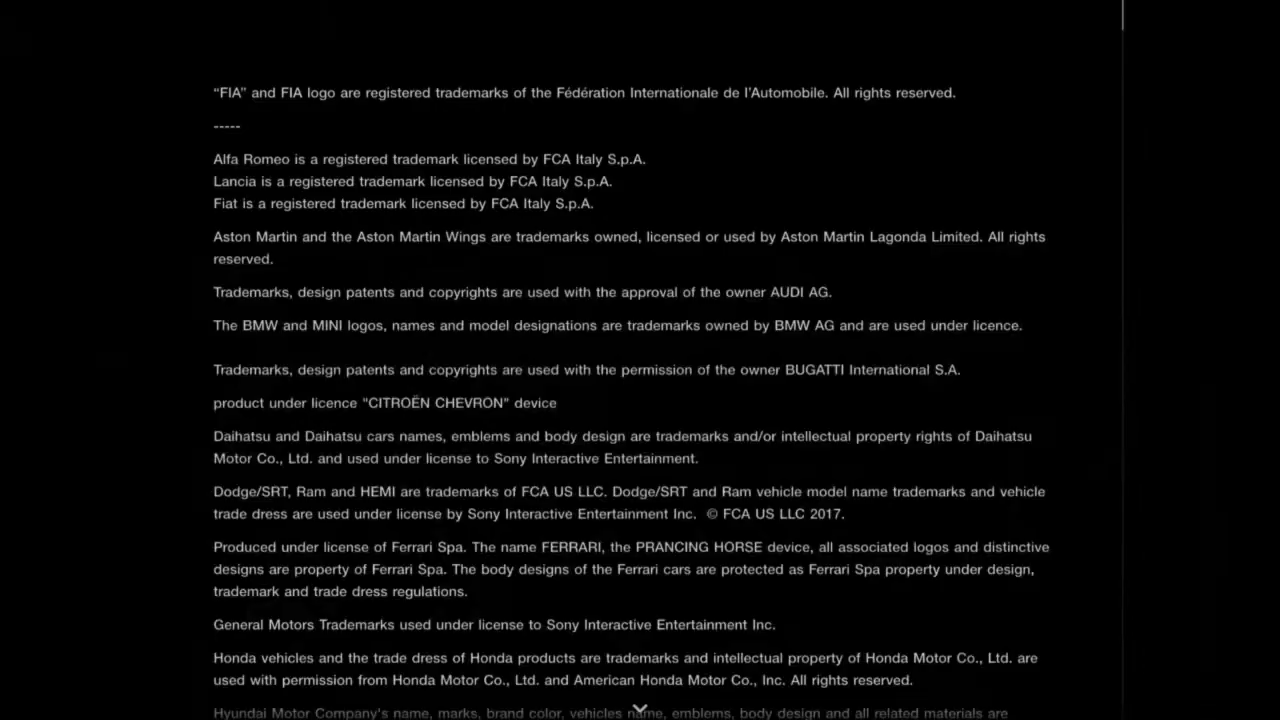 “FIA” and FIA logo are registered trademarks of the Fédération Internationale de l'Automobile. All rights reserved.
-----
Alfa Romeo is a registered trademark licensed by FCA Italy S.p.A.
Lancia is a registered trademark licensed by FCA Italy S.p.A.
Fiat is a registered trademark licensed by FCA Italy S.p.A.
Aston Martin and the Aston Martin Wings are trademarks owned, licensed or used by Aston Martin Lagonda Limited. All rights
reserved.
Trademarks, design patents and copyrights are used with the approval of the owner AUDI AG.
The BMW and MINI logos, names and model designations are trademarks owned by BMW AG and are used under licence.
Trademarks, design patents and copyrights are used with the permission of the owner BUGATTI International S.A.
product under licence "CITROËN CHEVRON" device
Daihatsu and Daihatsu cars names, emblems and body design are trademarks and/or intellectual property rights of Daihatsu
Motor Co., Ltd. and used under license to Sony Interactive Entertainment.
Dodge/SRT, Ram and HEMI are trademarks of FCA US LLC. Dodge/SRT and Ram vehicle model name trademarks and vehicle
trade dress are used under license by Sony Interactive Entertainment Inc. © FCA US LLC 2017.
Produced under license of Ferrari Spa. The name FERRARI, the PRANCING HORSE device, all associated logos and distinctive
designs are property of Ferrari Spa. The body designs of the Ferrari cars are protected as Ferrari Spa property under design,
trademark and trade dress regulations.
General Motors Trademarks used under license to Sony Interactive Entertainment Inc.
Honda vehicles and the trade dress of Honda products are trademarks and intellectual property of Honda Motor Co., Ltd. are
used with permission from Honda Motor Co., Ltd. and American Honda Motor Co., Inc. All rights reserved.
Hyundai Motor Company's name, marks, brand color, vehicles name, emblems, body design and all related materials are